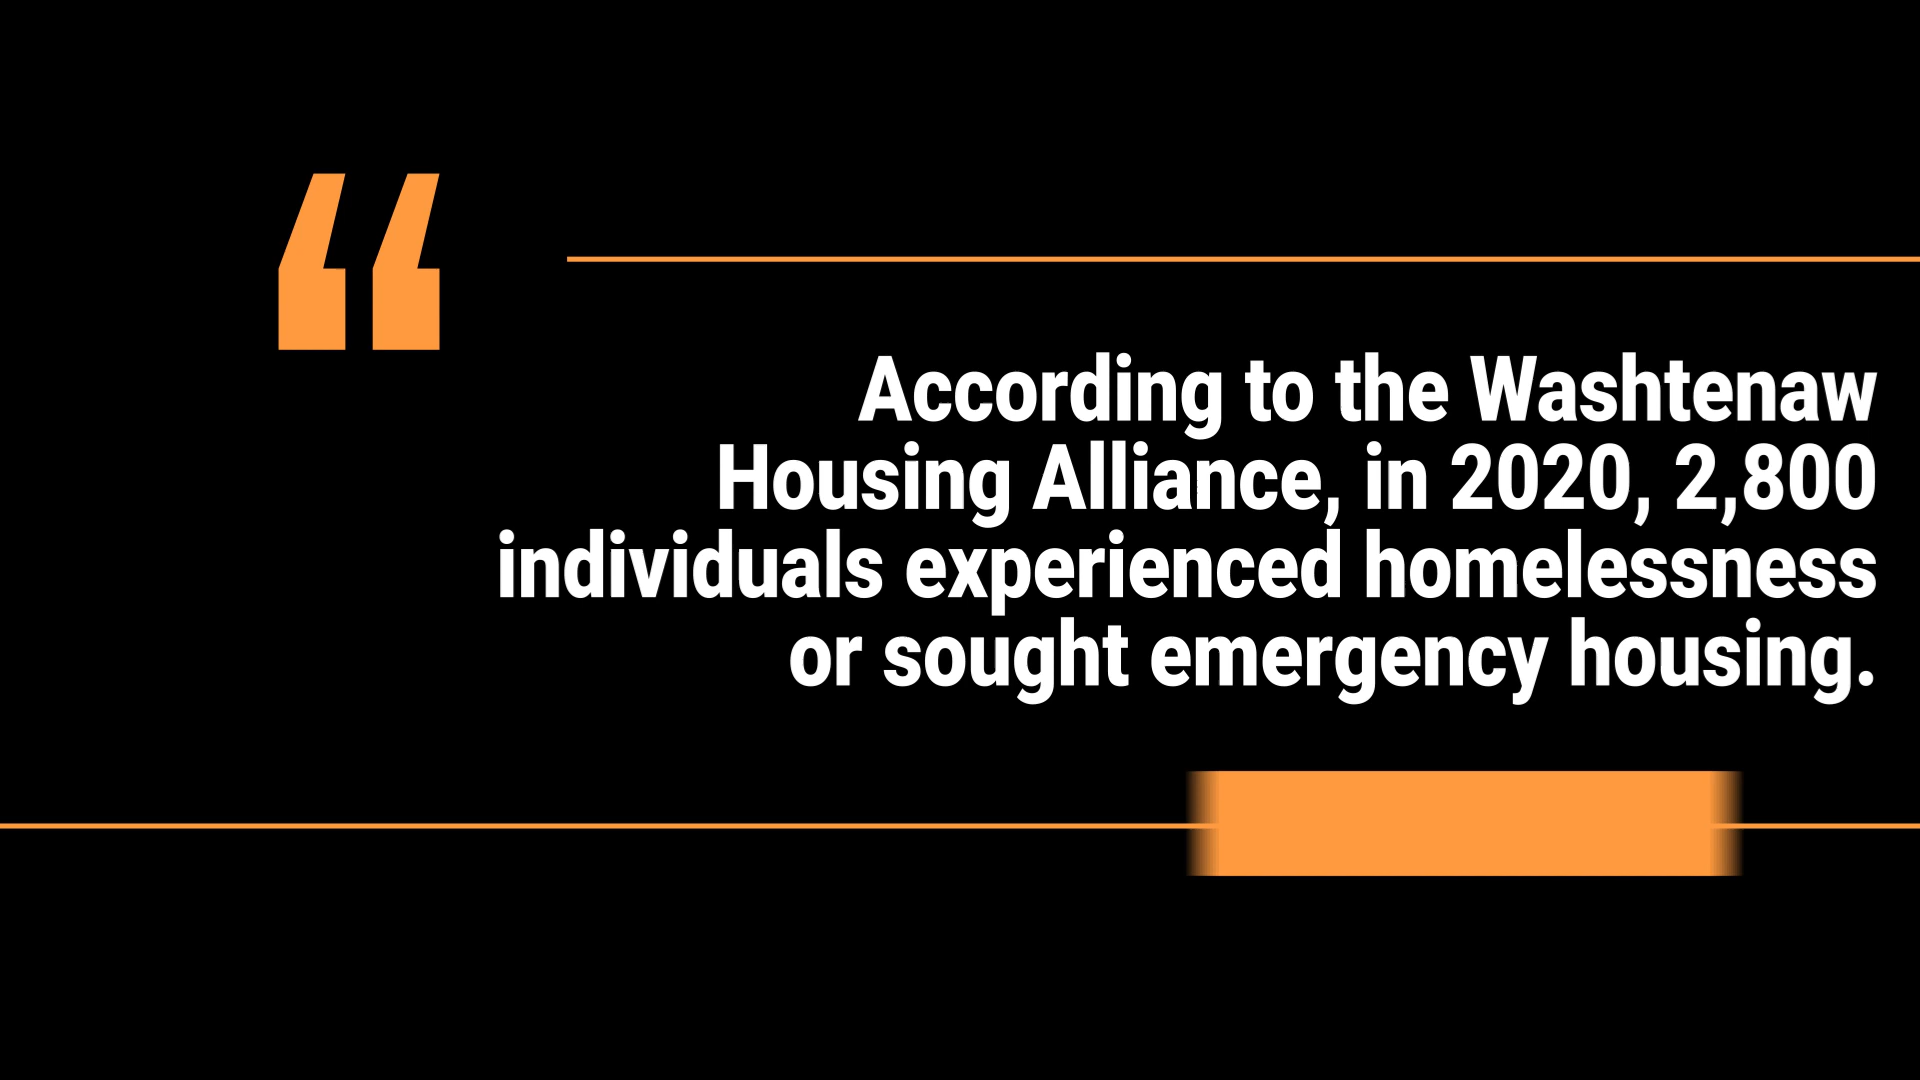 “
According to the Washtenaw
Housing Alliance, in 2020, 2,800
individuals experienced homelessness
or sought emergency housing.